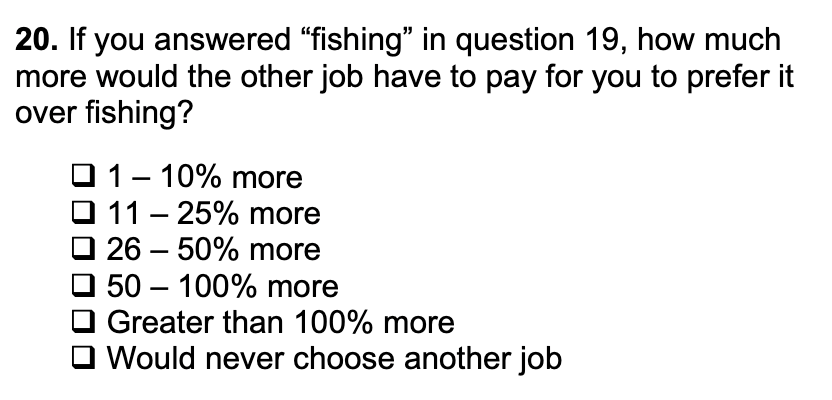 20. If you answered “fishing” in question 19, how much
more would the other job have to pay for you to prefer it
over fishing?
❑ 1 – 10% more
❑ 11 – 25% more
❑ 26 – 50% more
❑ 50 – 100% more
❑ Greater than 100% more
❑ Would never choose another job